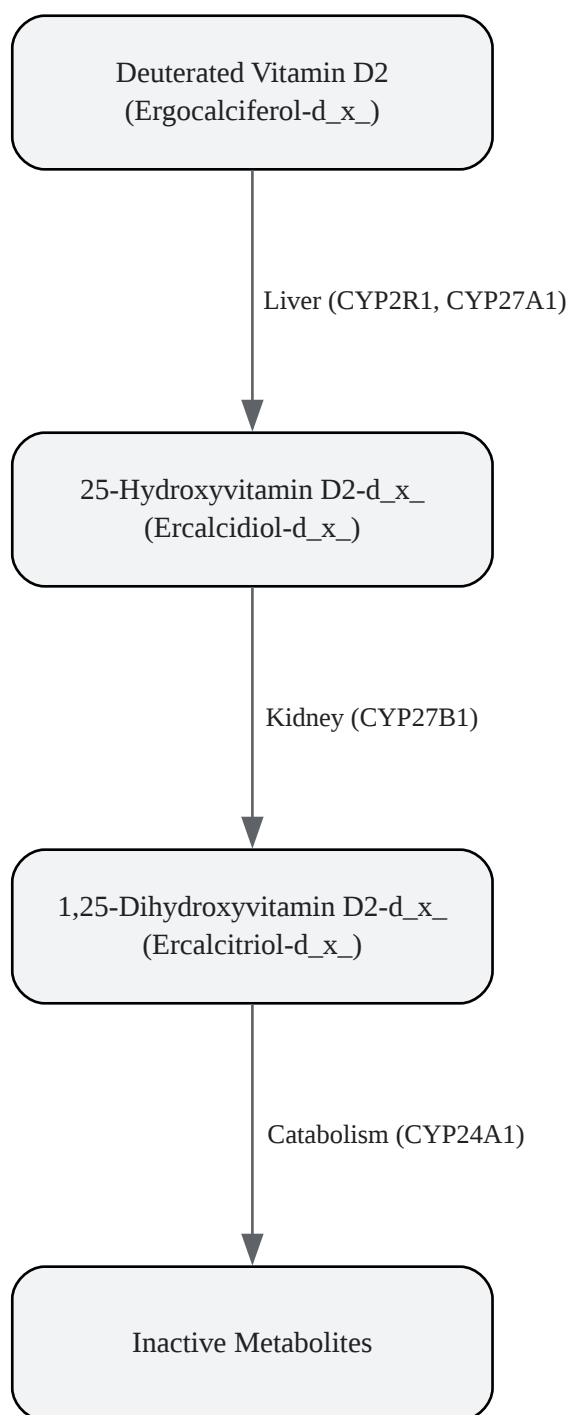 Deuterated Vitamin D2
(Ergocalciferol-d_x_)
Liver (CYP2R1, CYP27A1)
25-Hydroxyvitamin D2-d_x_
(Ercalcidiol-d_x_)
Kidney (CYP27B1)
1,25-Dihydroxyvitamin D2-d_x_
(Ercalcitriol-d_x_)
Catabolism (CYP24A1)
Inactive Metabolites